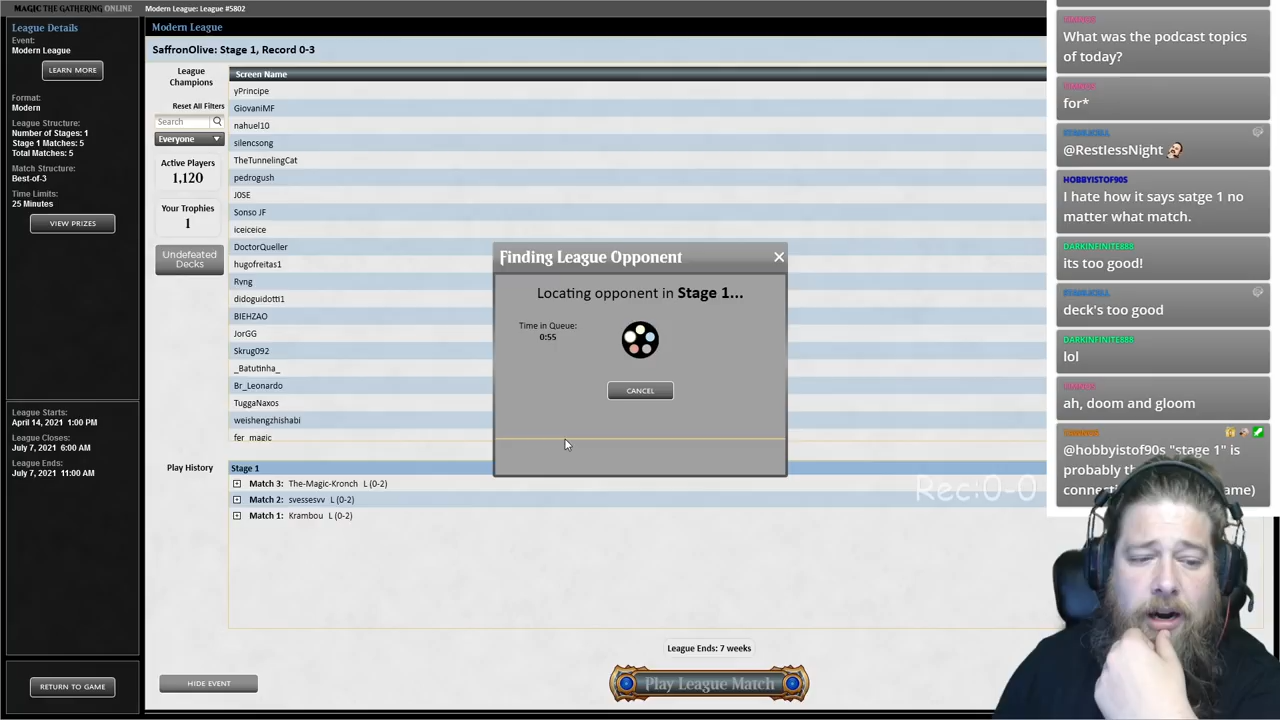 MAGIC THE GATHERING ONLINE
Modern League: League #5802
League Details
Event:
Modern League
LEARN MORE
Format:
Modern
League Structure:
Number of Stages: 1
Stage 1 Matches: 5
Total Matches: 5
Match Structure:
Best-of-3
Time Limits:
25 Minutes
VIEW PRIZES
League Starts:
April 14, 2021 1:00 PM
League Closes:
July 7, 2021 6:00 AM
League Ends:
July 7, 2021 11:00 AM
RETURN TO GAME
Modern League
SaffronOlive: Stage 1, Record 0-3
League
Champions
Reset All Filters
Search
Everyone
Active Players
1,120
Your Trophies
1
Undefeated
Decks
Screen Name
yPrincipe
GiovaniMF
nahuel10
silencsong
TheTunnelingCat
pedrogush
J0SE
Sonso JF
iceiceice
DoctorQueller
hugofreitas1
Rvng
didoguidotti1
BIEHZAO
JorGG
Skrug092
_Batutinha_
Br_Leonardo
TuggaNaxos
weishengzhishabi
fer_magic
Finding League Opponent
Locating opponent in Stage 1...
Time in Queue:
0:55
CANCEL
Play History
Stage 1
Match 3: The-Magic-Kronch L (0-2)
Match 2: svessesvv L (0-2)
Match 1: Krambou L (0-2)
Rec:0-0
League Ends: 7 weeks
HIDE EVENT
Play League Match
What was the podcast topics
of today?
for*
@RestlessNight
HOBBYISTOF90S
I hate how it says satge 1 no
matter what match.
DARKINFINITE888
its too good!
deck's too good
DARKINFINITE888
lol
ah, doom and gloom
@hobbyistof90s "stage 1" is
probably